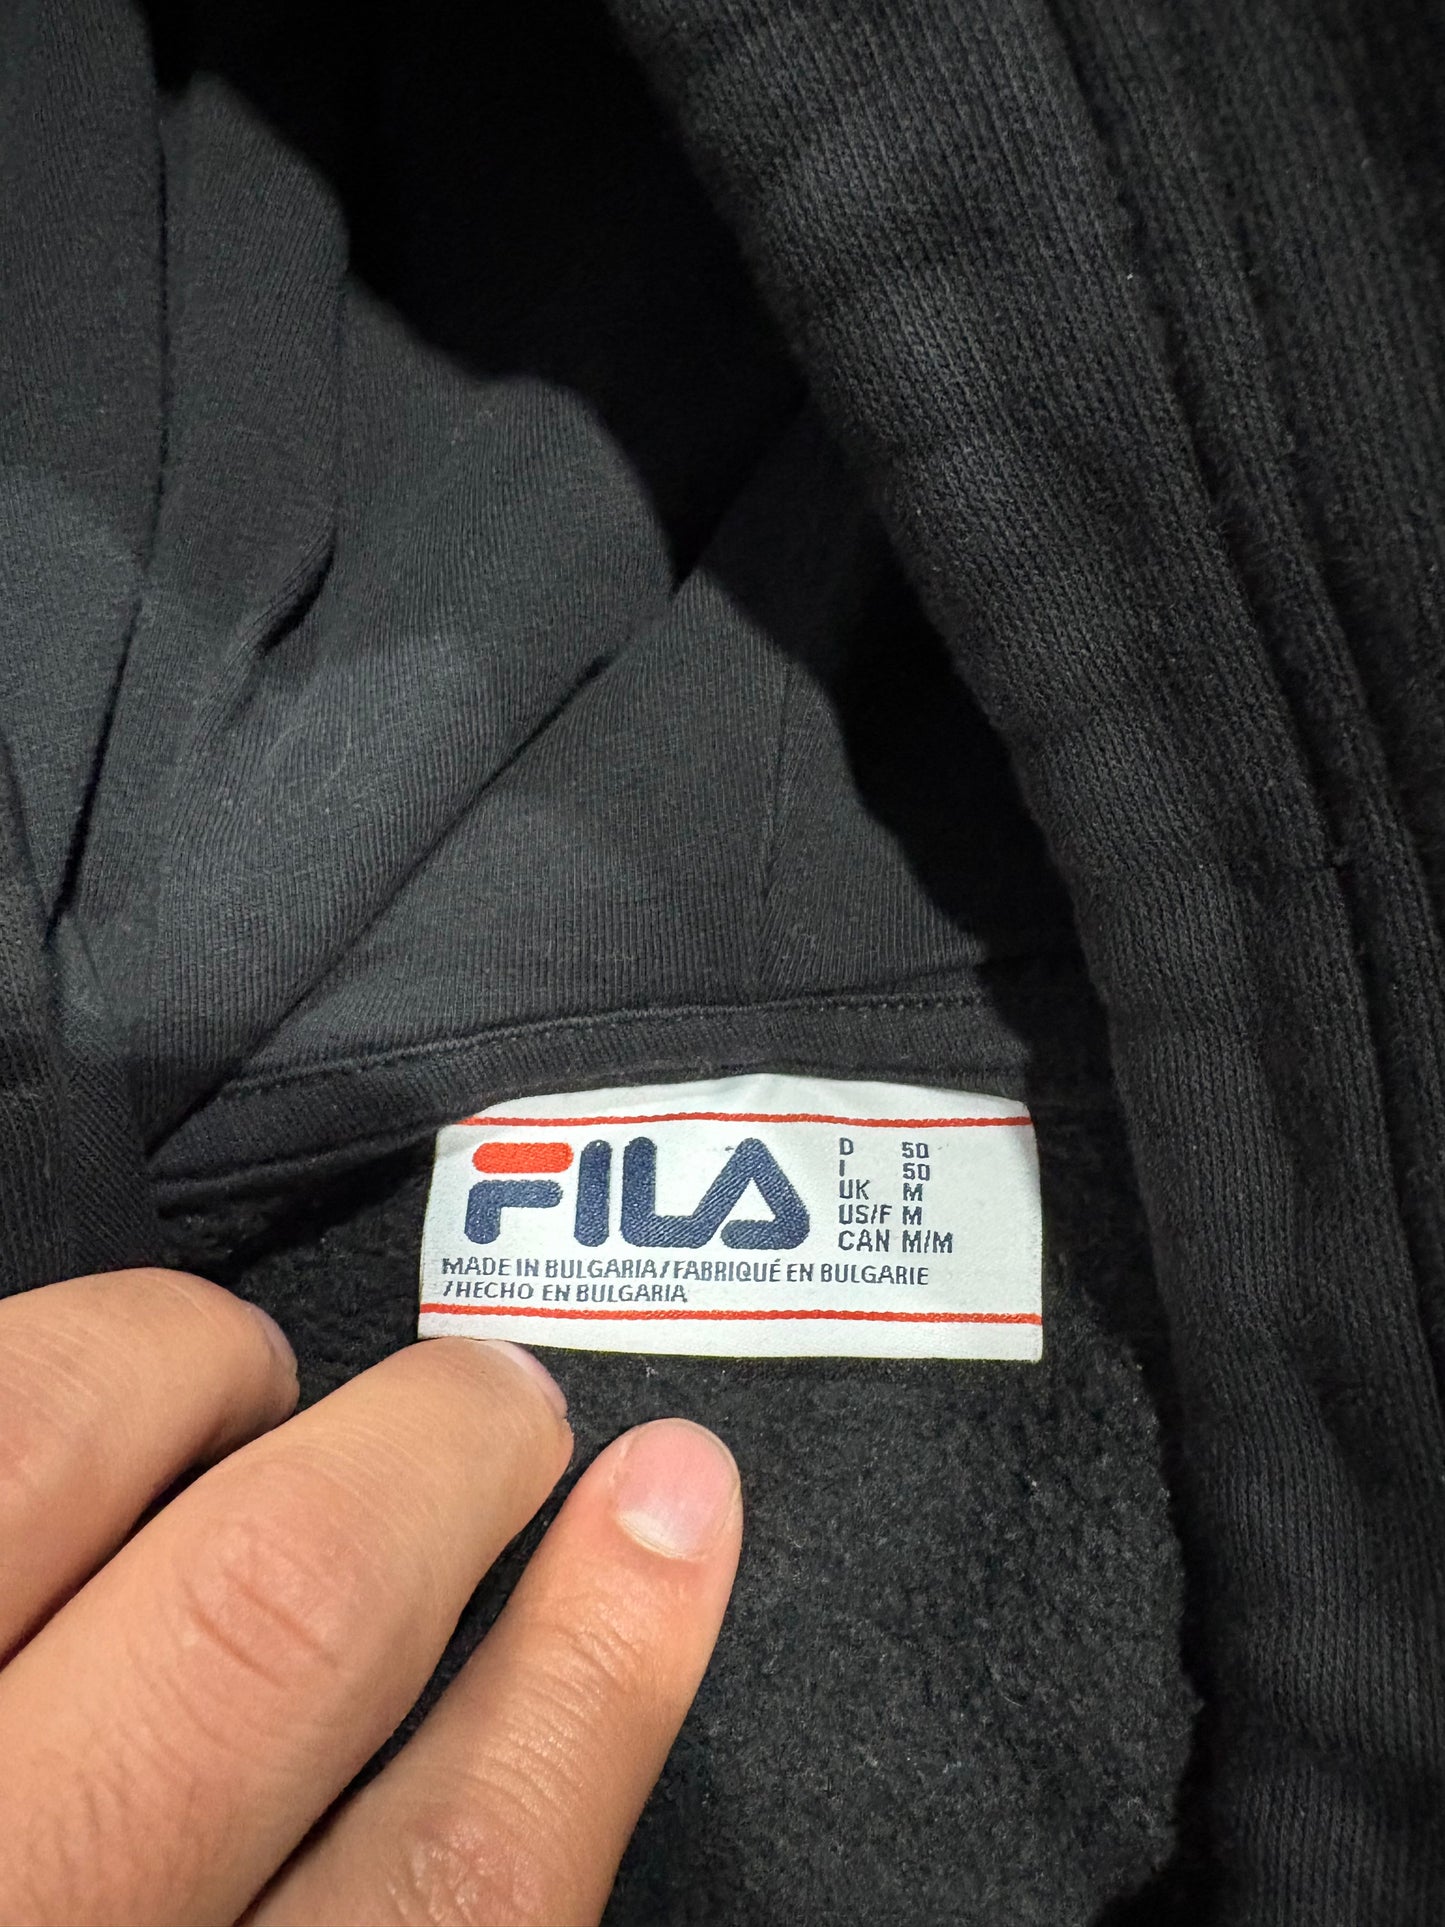 FILA
D 50
I 50
UK M
US/F M
CAN M/M
MADE IN BULGARIA/FABRIQUÉ EN BULGARIE
/HECHO EN BULGARIA